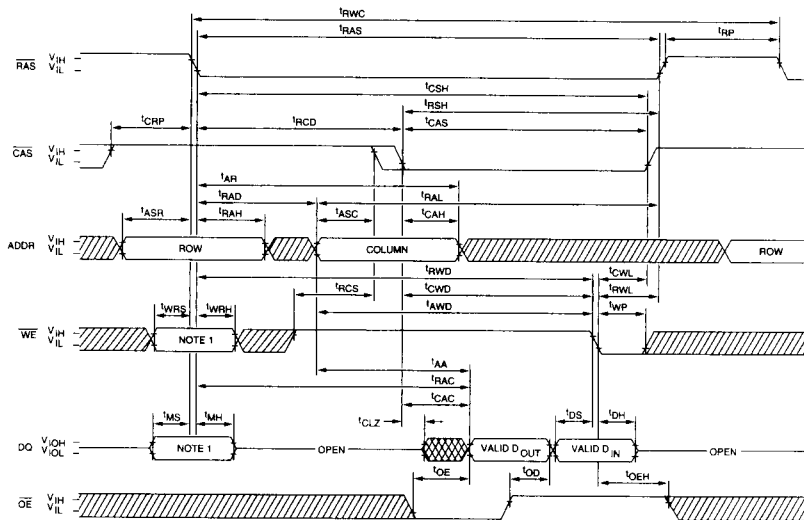 tRWC
tRAS
tRP
RAS VIH
VIL
tCSH
tRSH
tCRP
tRCD
tCAS
CAS VIH
VIL
tAR
tRAD
tRAL
tASR
tRAH
tASC
tCAH
ADDR VIH
VIL
ROW
COLUMN
ROW
tRWD
tCWL
tRCS
tCWD
tRWL
tWRS
tWRH
tAWD
tWP
WE VIH
VIL
NOTE 1
tAA
tRAC
tCAC
tMS
tMH
tCLZ
tDS
tDH
DQ VIOH
VIOL
NOTE 1
OPEN
VALID DOUT
VALID DIN
OPEN
tOE
tOD
tOEH
OE VIH
VIL